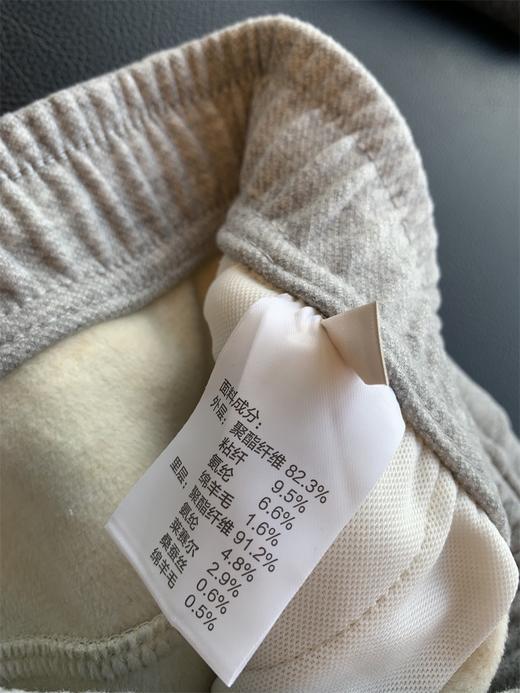 面料成分：
外层：聚酯纤维 82.3%
粘纤 9.5%
氨纶 6.6%
绵羊毛 1.6%
里层：聚酯纤维 91.2%
氨纶 4.8%
莱赛尔 2.9%
桑蚕丝 0.6%
绵羊毛 0.5%